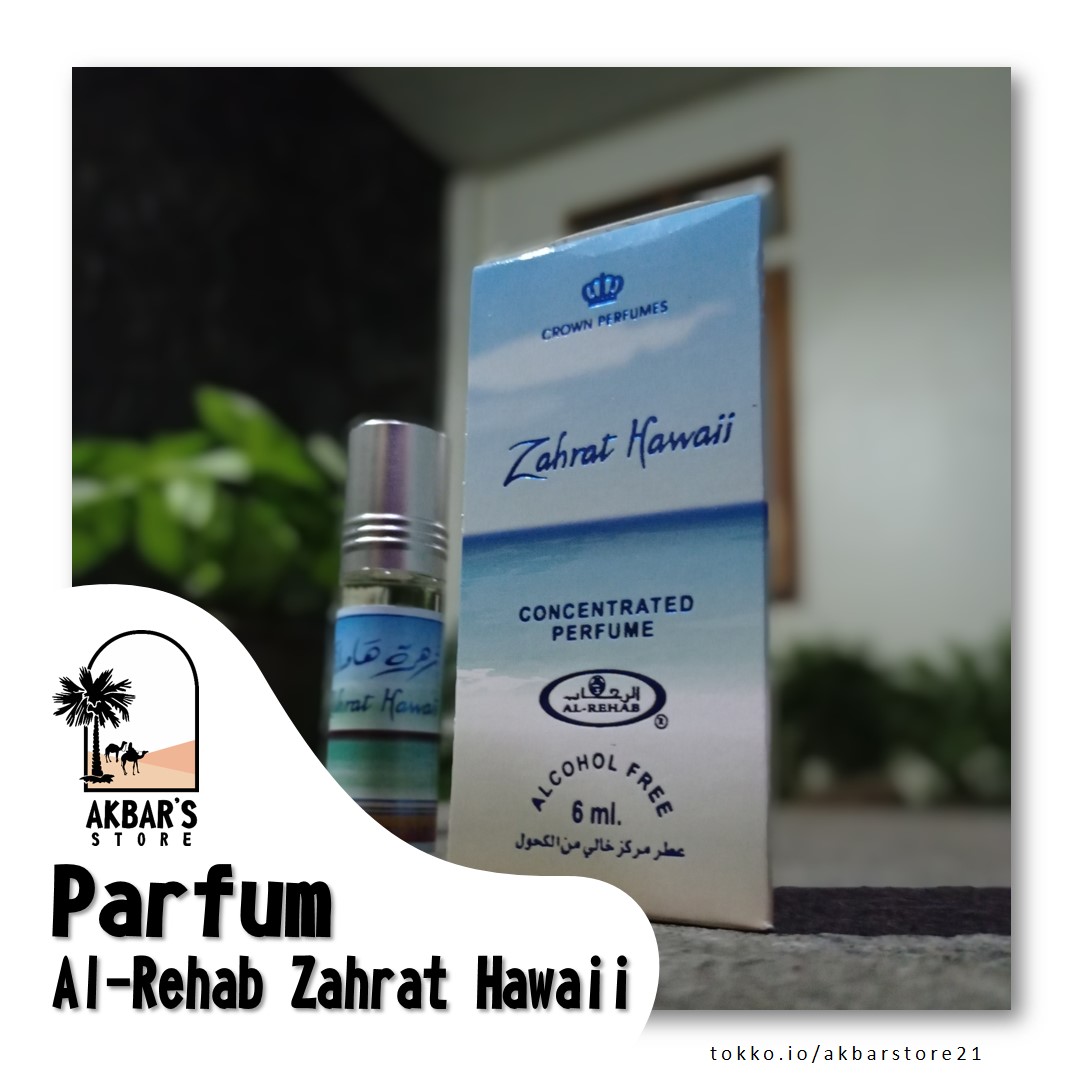 CROWN PERFUMES
Zahrat Hawaii
CONCENTRATED
PERFUME
الرحاب
AL-REHAB
®
ALCOHOL FREE
6 ml.
عطر مركز خالي من الكحول
زهرة هاواي
Zahrat Hawaii
AKBAR'S
STORE
Parfum
Al-Rehab Zahrat Hawaii
tokko.io/akbarstore21